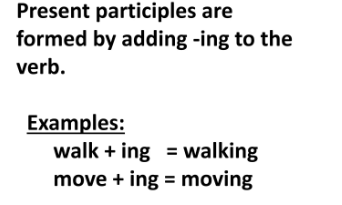 Present participles are
formed by adding -ing to the
verb.
Examples:
walk + ing = walking
move + ing = moving